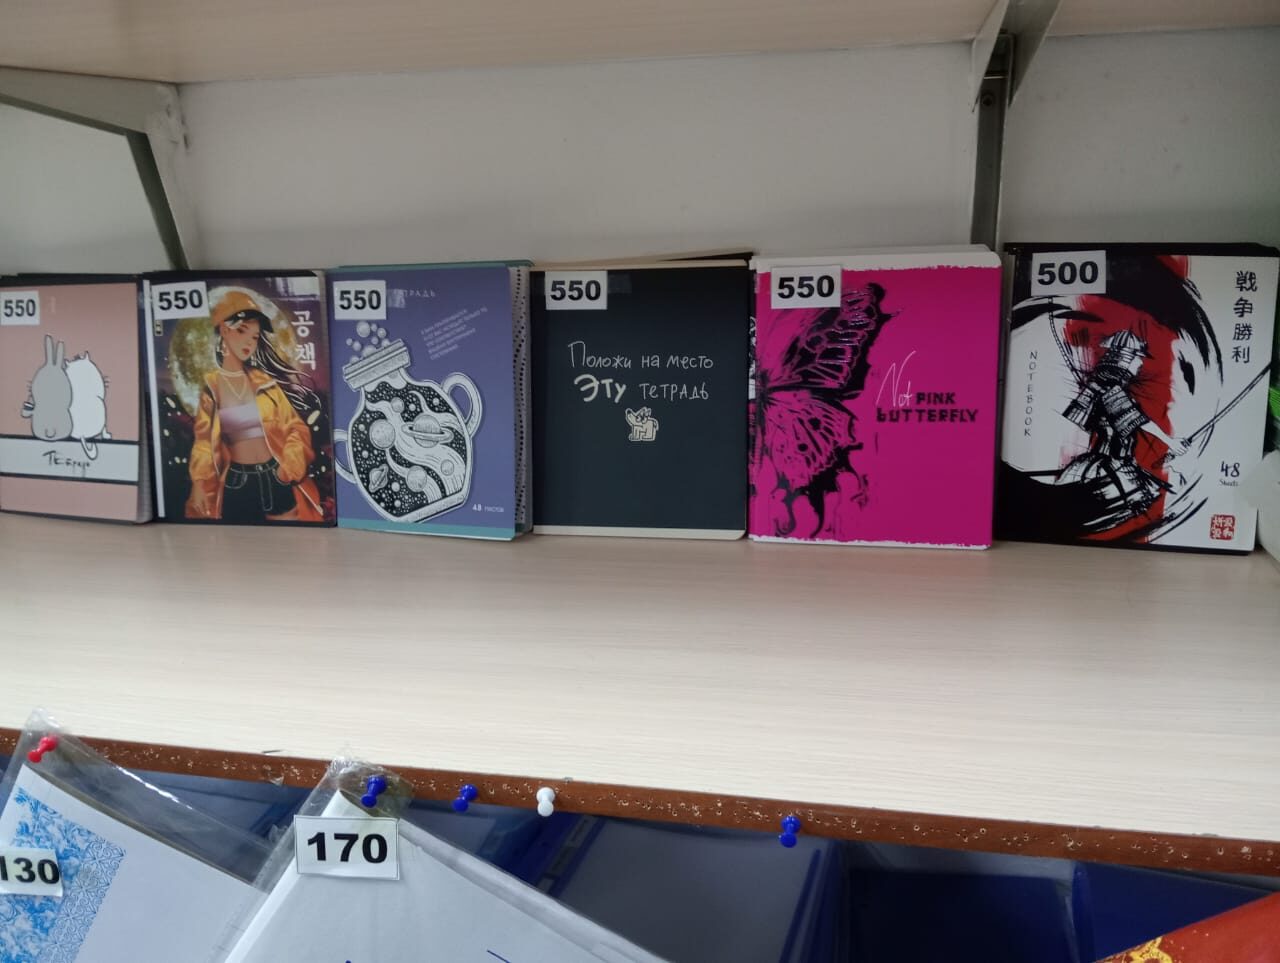 550
Тетрадь
550
공책
550
ТЕТРАДЬ
48 листов
550
Положи на место
ЭТУ тетрадь
550
Not PINK
BUTTERFLY
500
NOTEBOOK
戦争勝利
48
Sheets
130
170